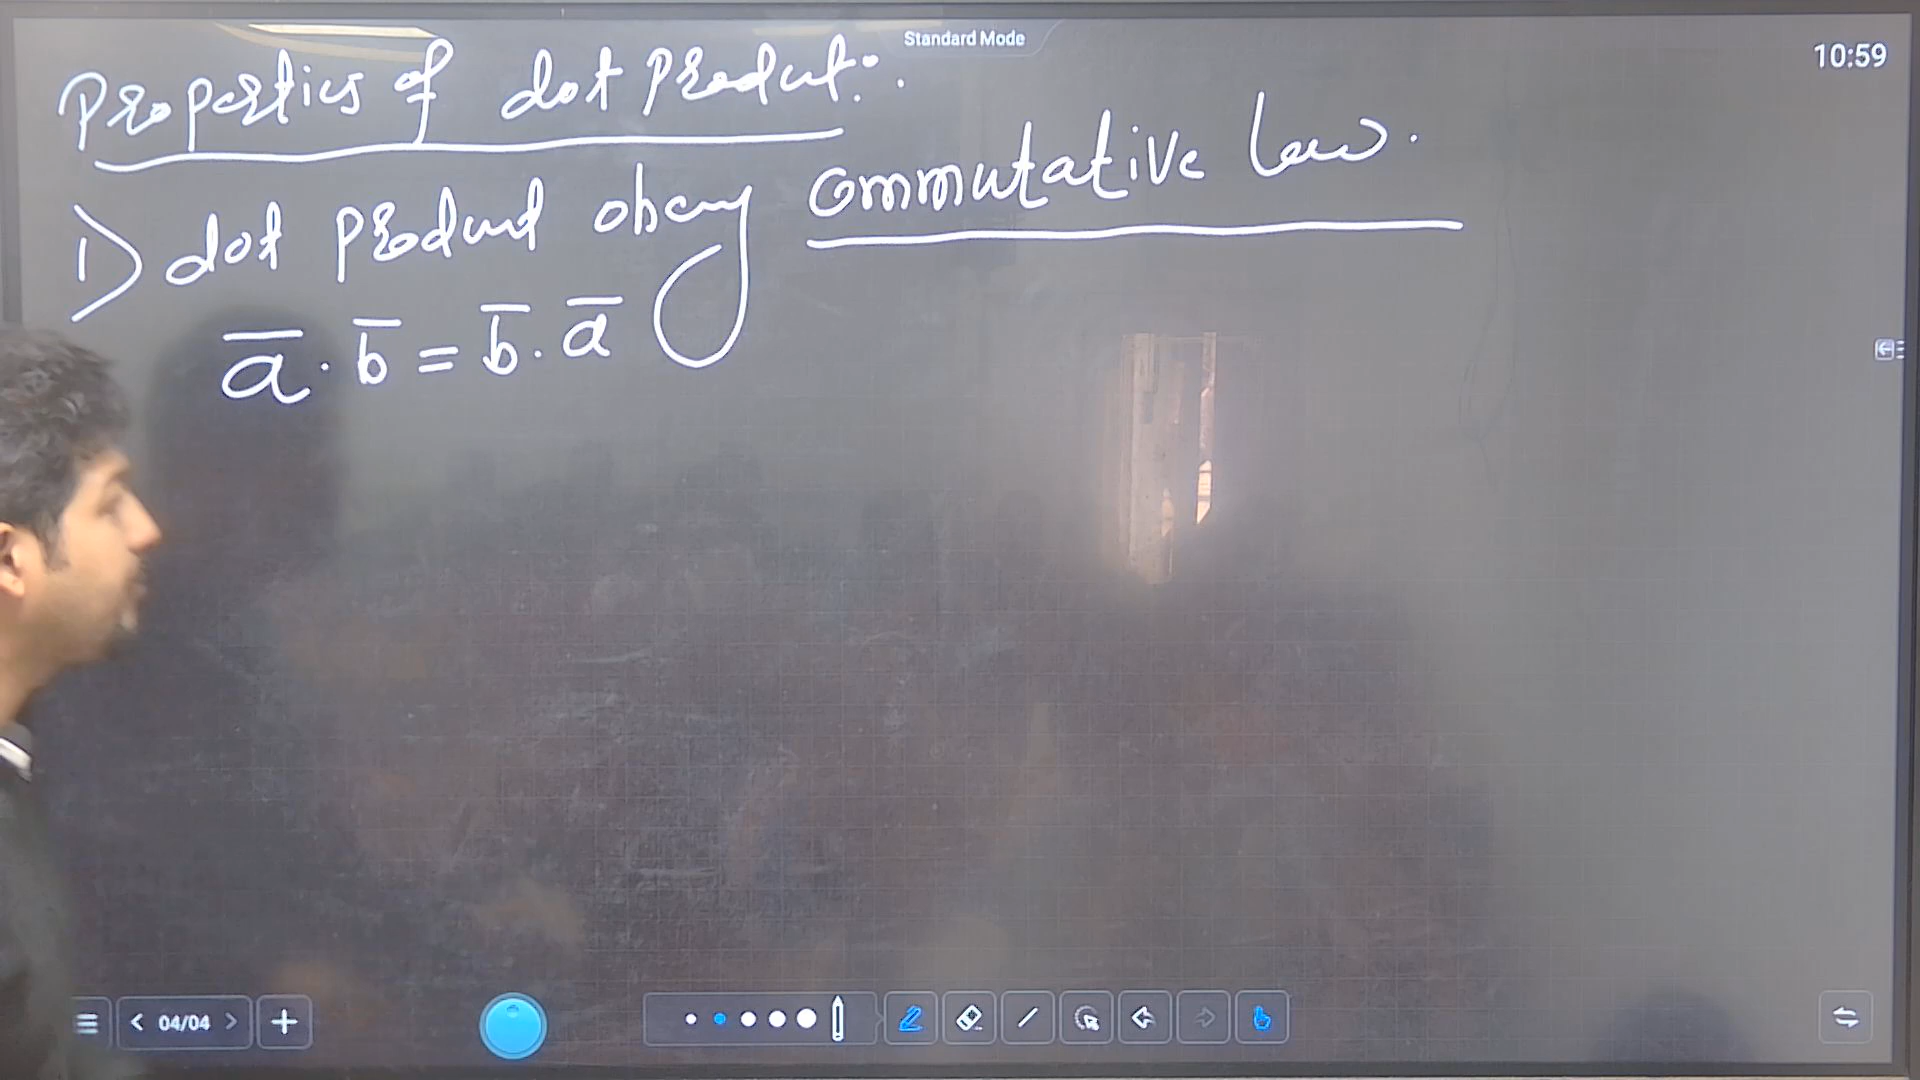 Standard Mode
10:59
Properties of dot Product:.
1) dot product obey commutative law.
a̅ · b̅ = b̅ · a̅
04/04